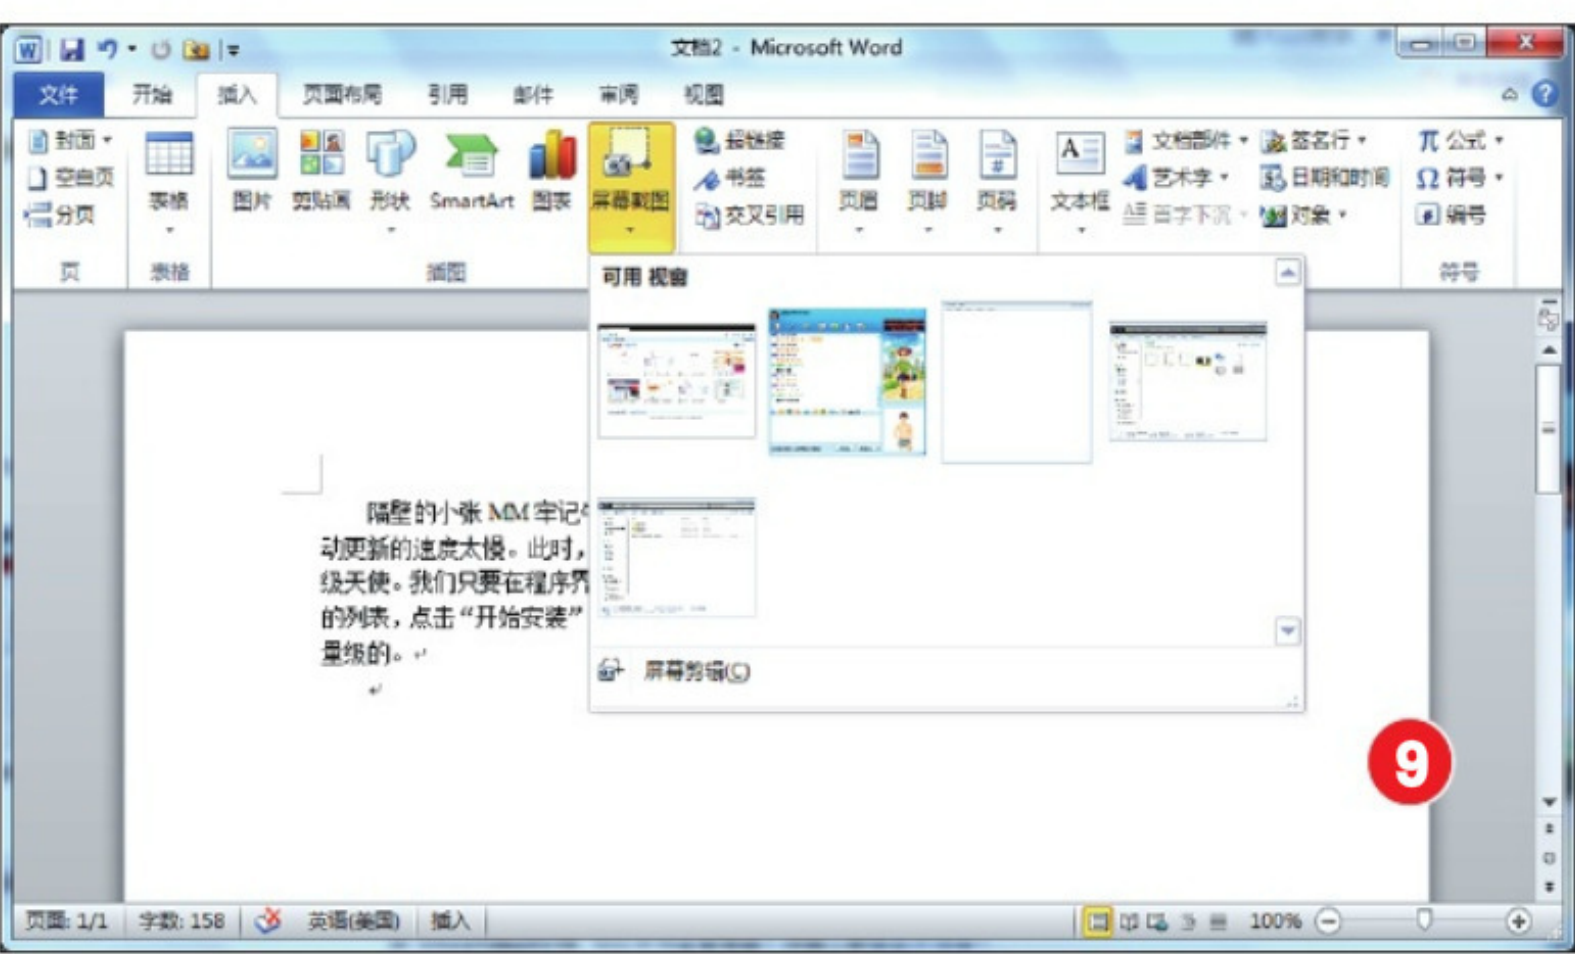 文档2 - Microsoft Word
文件 开始 插入 页面布局 引用 邮件 审阅 视图
封面
空白页
分页
页
表格
表格
图片 剪贴画 形状 SmartArt 图表 屏幕截图
插图
超链接
书签
交叉引用
页眉 页脚 页码
文本框
文档部件
艺术字
首字下沉
签名行
日期和时间
对象
公式
符号
编号
符号
可用 视窗
屏幕剪辑(C)
隔壁的小张 MM 牢记
动更新的速度太慢。此时，
级天使。我们只要在程序界
的列表，点击“开始安装”
量级的。
9
页面: 1/1 字数: 158 英语(美国) 插入 100%